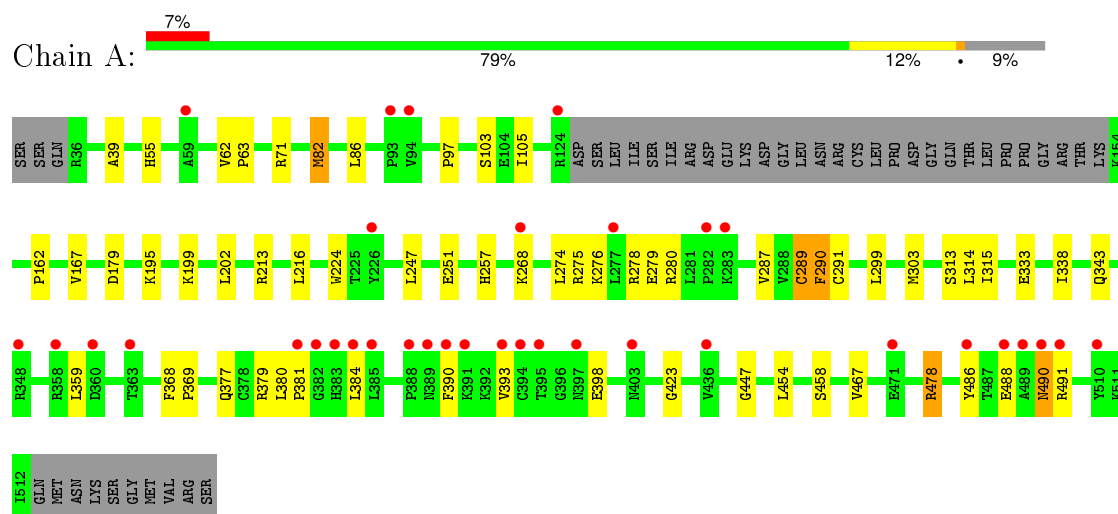 7%
Chain A:
79% 12% • 9%
SER SER GLN R36 A39 H55 A59 V62 P63 R71 M82 L86 P93 V94 P97 S103 E104 I105 R124 ASP SER LEU ILE SER ILE ARG ASP GLU LYS VAL ASP GLY LEU ASN ARG CYS LEU PRO ASP GLY GLN THR LEU PRO PRO GLY ARG THR LYS K154
P162 V167 D179 K195 K199 L202 R213 L216 W224 T225 Y226 L247 E251 H257 K268 L274 R275 K276 L277 R278 E279 R280 L281 P282 K283 V287 V288 C289 F290 C291 L299 M303 S313 L314 I315 E333 I338 Q343
R348 R358 L359 D360 T363 F368 P369 Q377 C378 R379 L380 P381 G382 H383 L384 L385 P388 N389 F390 K391 K392 V393 C394 T395 G396 N397 E398 N403 G423 V436 G447 L454 S458 V467 E471 R478 Y486 T487 E488 A489 N490 R491 Y510 K511
I512 GLN MET ASN LYS SER GLY MET VAL ARG SER